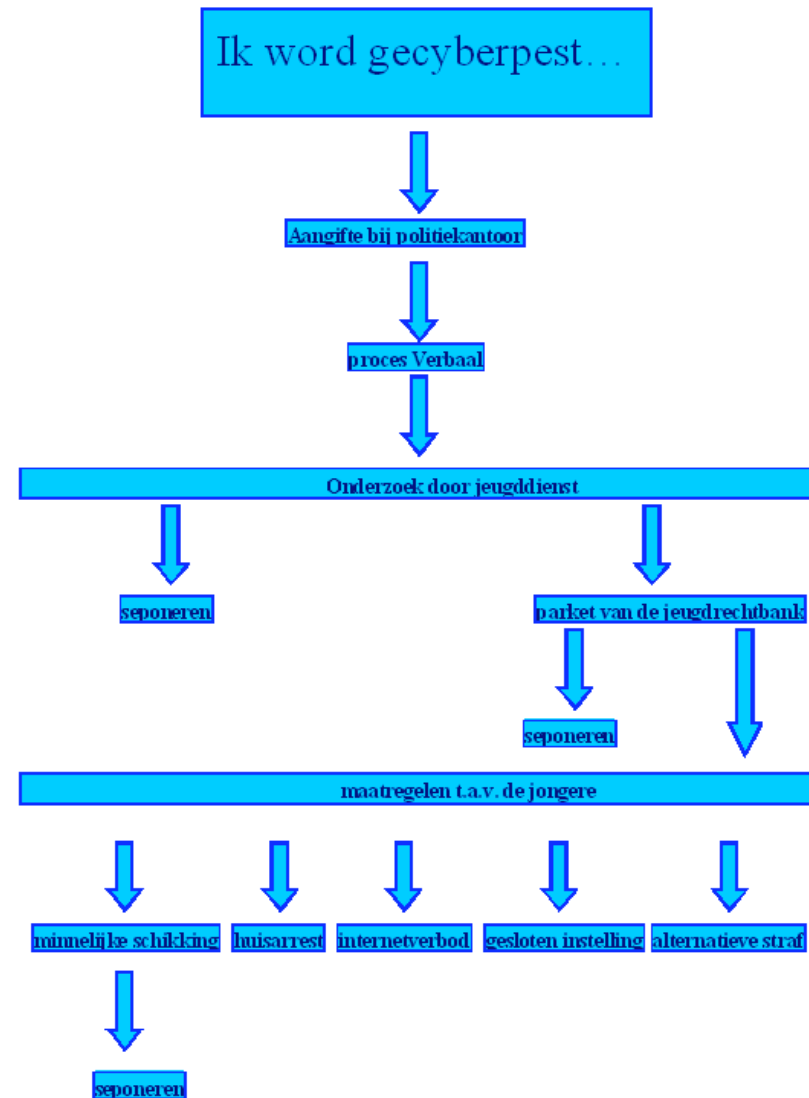 Ik word gecyberpest...
Aangifte bij politiekantoor
proces Verbaal
Onderzoek door jeugddienst
seponeren
parket van de jeugdrechtbank
seponeren
maatregelen t.a.v. de jongere
minnelijke schikking
huisarrest
internetverbod
gesloten instelling
alternatieve straf
seponeren